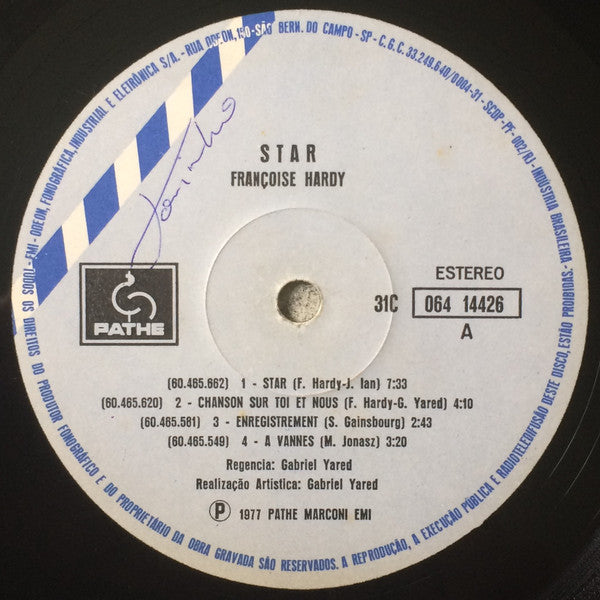 TODOS OS DIREITOS DO PRODUTOR FONOGRÁFICO E DO PROPRIETÁRIO DA OBRA GRAVADA SÃO RESERVADOS. A REPRODUÇÃO, A EXECUÇÃO PÚBLICA E RADIOTELEDIFUSÃO DESTE DISCO, ESTÃO PROIBIDAS - INDÚSTRIA BRASILEIRA -
EMI - ODEON, FONOGRÁFICA, INDUSTRIAL E ELETRÔNICA S/A. - RUA ODEON, 150 - SÃO BERN. DO CAMPO - SP - C.G.C. 33.249.640/0004-31 - SCDP-PF-002/RJ -
STAR
FRANÇOISE HARDY
PATHE
ESTEREO
31C 064 14426
A
(60.465.662) 1 - STAR (F. Hardy-J. Ian) 7:33
(60.465.620) 2 - CHANSON SUR TOI ET NOUS (F. Hardy-G. Yared) 4:10
(60.465.581) 3 - ENREGISTREMENT (S. Gainsbourg) 2:43
(60.465.549) 4 - A VANNES (M. Jonasz) 3:20
Regencia: Gabriel Yared
Realização Artística: Gabriel Yared
Ⓟ 1977 PATHE MARCONI EMI